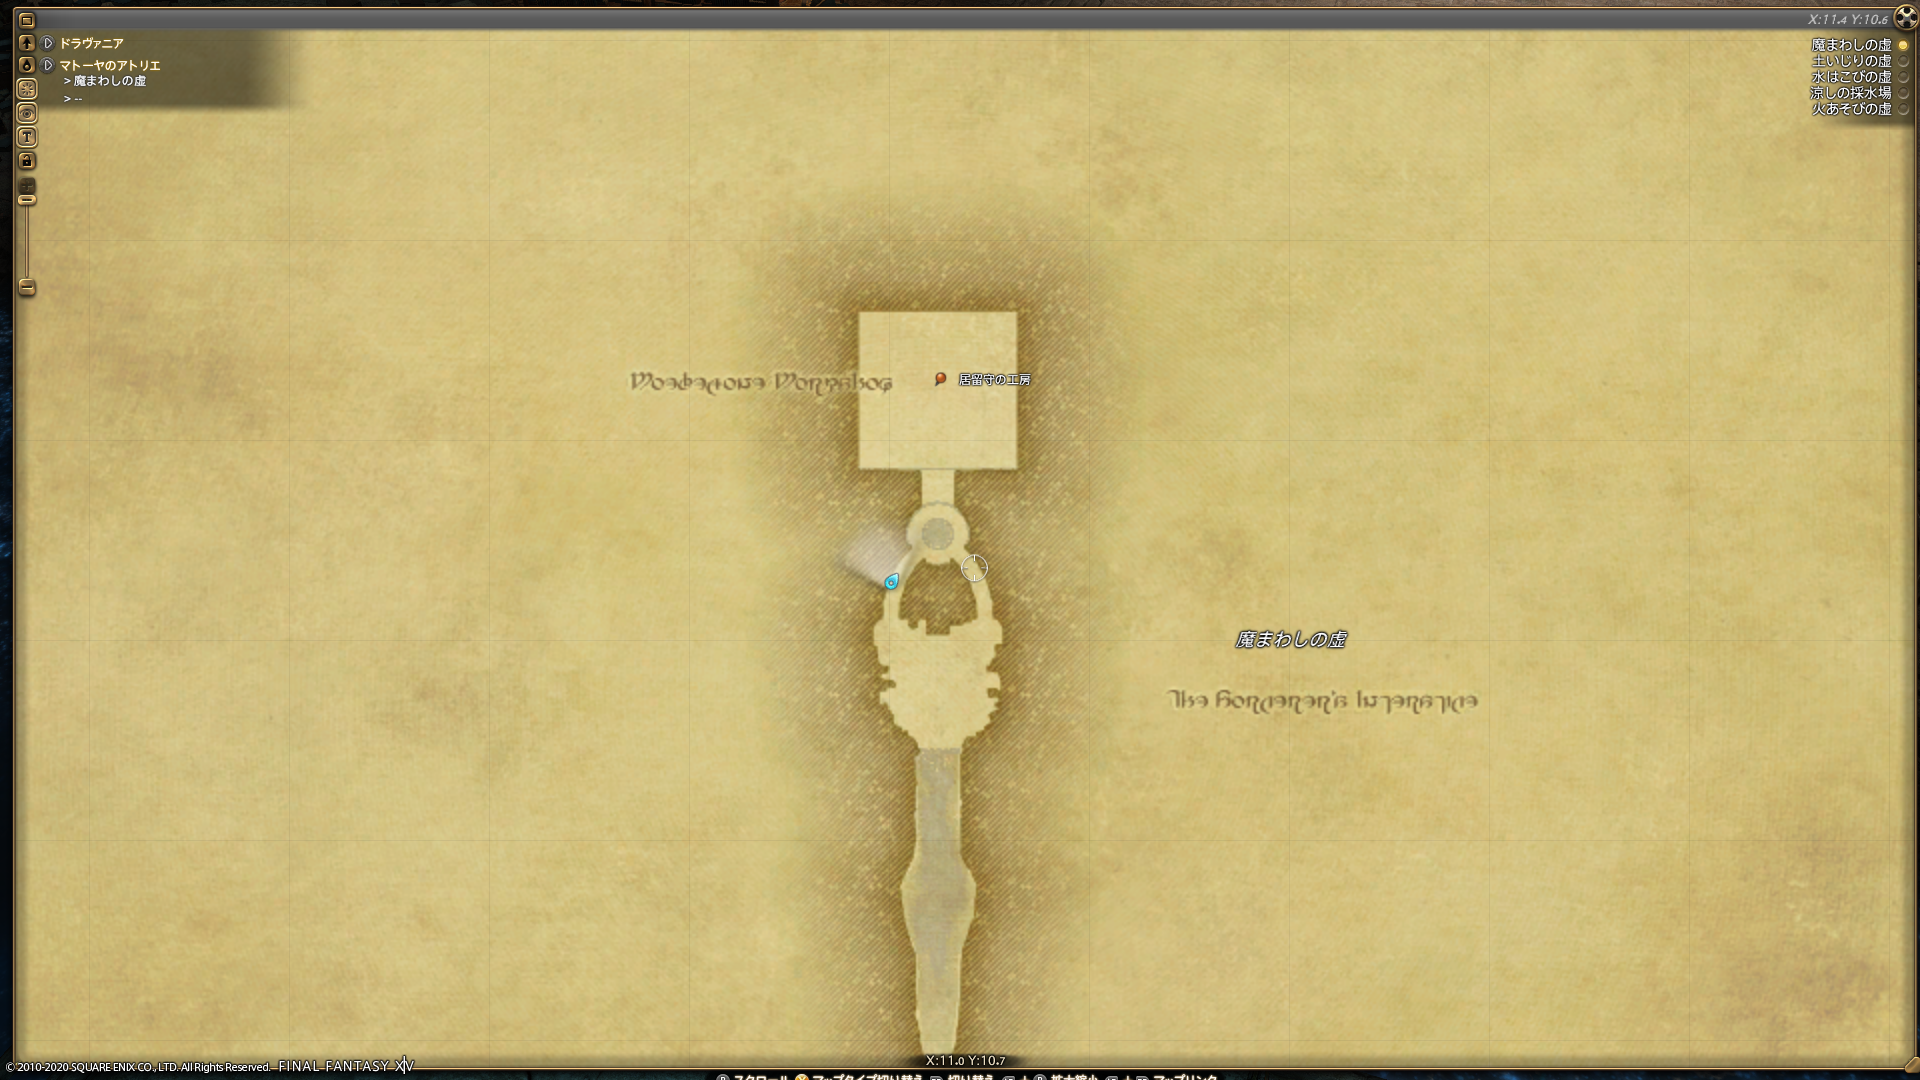 X:11.4 Y:10.6
ドラヴァニア
マトーヤのアトリエ
>魔まわしの虚
>--
魔まわしの虚
土いじりの虚
水はこびの虚
涼しの採水場
火あそびの虚
居留守の工房
魔まわしの虚
X:11.0 Y:10.7
©2010-2020 SQUARE ENIX CO., LTD. All Rights Reserved. FINAL FANTASY XIV